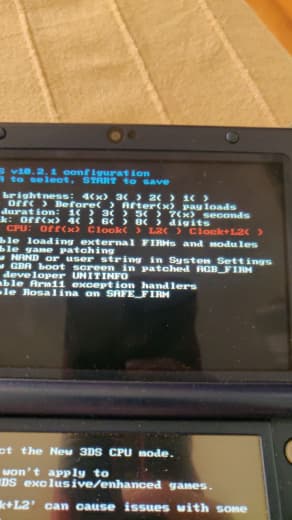 S v10.2.1 configuration
A to select, START to save
brightness: 4(x) 3( ) 2( ) 1( )
Off( ) Before( ) After(x) payloads
duration: 1( ) 3( ) 5( ) 7(x) seconds
k: Off(x) 4( ) 6( ) 8( ) digits
CPU: Off(x) Clock( ) L2( ) Clock+L2( )
ble loading external FIRMs and modules
ble game patching
w NAND or user string in System Settings
w GBA boot screen in patched AGB_FIRM
developer UNITINFO
able Arm11 exception handlers
ble Rosalina on SAFE_FIRM
ct the New 3DS CPU mode.
won't apply to
3DS exclusive/enhanced games.
k+L2' can cause issues with some